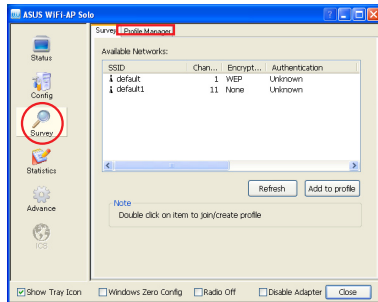 ASUS WiFi-AP Solo
Status
Config
Survey
Statistics
Advance
ICS
Survey Profile Manager
Available Networks:
SSID Chan... Encrypt... Authentication
default 1 WEP Unknown
default1 11 None Unknown
Refresh Add to profile
Note
Double click on item to join/create profile
Show Tray Icon Windows Zero Config Radio Off Disable Adapter Close